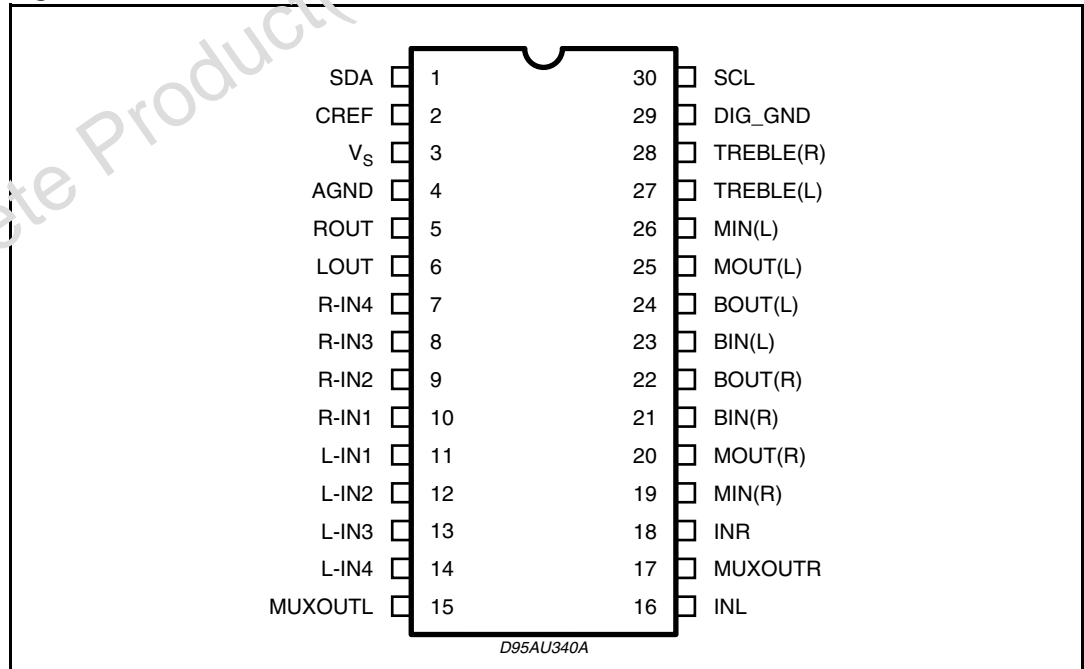 SDA 1 30 SCL
CREF 2 29 DIG_GND
VS 3 28 TREBLE(R)
AGND 4 27 TREBLE(L)
ROUT 5 26 MIN(L)
LOUT 6 25 MOUT(L)
R-IN4 7 24 BOUT(L)
R-IN3 8 23 BIN(L)
R-IN2 9 22 BOUT(R)
R-IN1 10 21 BIN(R)
L-IN1 11 20 MOUT(R)
L-IN2 12 19 MIN(R)
L-IN3 13 18 INR
L-IN4 14 17 MUXOUTR
MUXOUTL 15 16 INL
D95AU340A